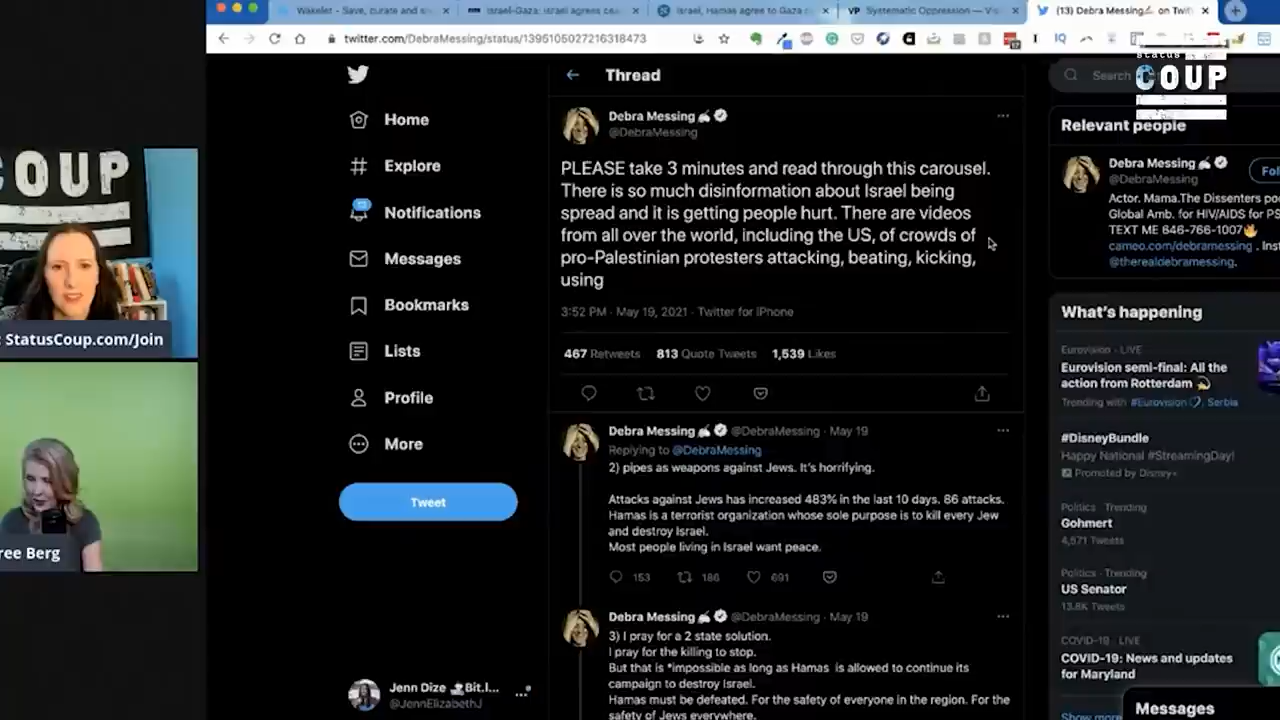 Wakelet - Save, curate and s
Israel-Gaza: Israel agrees cea
Israel, Hamas agree to Gaza c
VP Systematic Oppression — Vi
(13) Debra Messing on Twit
twitter.com/DebraMessing/status/1395105027216318473
status
COUP
COUP
StatusCoup.com/Join
ree Berg
Home
Explore
Notifications
Messages
Bookmarks
Lists
Profile
More
Tweet
Jenn Dize Bit.l...
@JennElizabethJ
Thread
Debra Messing
@DebraMessing
PLEASE take 3 minutes and read through this carousel.
There is so much disinformation about Israel being
spread and it is getting people hurt. There are videos
from all over the world, including the US, of crowds of
pro-Palestinian protesters attacking, beating, kicking,
using
3:52 PM · May 19, 2021 · Twitter for iPhone
467 Retweets 813 Quote Tweets 1,539 Likes
Debra Messing @DebraMessing · May 19
Replying to @DebraMessing
2) pipes as weapons against Jews. It's horrifying.
Attacks against Jews has increased 483% in the last 10 days. 86 attacks.
Hamas is a terrorist organization whose sole purpose is to kill every Jew
and destroy Israel.
Most people living in Israel want peace.
153 186 691
Debra Messing @DebraMessing · May 19
3) I pray for a 2 state solution.
I pray for the killing to stop.
But that is *impossible as long as Hamas is allowed to continue its
campaign to destroy Israel.
Hamas must be defeated. For the safety of everyone in the region. For the
safety of Jews everywhere.
Search
Relevant people
Debra Messing
@DebraMessing
Fol
Actor. Mama.The Dissenters po
Global Amb. for HIV/AIDS for PS
TEXT ME 646-766-1007
cameo.com/debramessing . Inst
@therealdebramessing.
What's happening
Eurovision · LIVE
Eurovision semi-final: All the
action from Rotterdam
Trending with #Eurovision, Serbia
#DisneyBundle
Happy National #StreamingDay!
Promoted by Disney+
Politics · Trending
Gohmert
4,571 Tweets
Politics · Trending
US Senator
13.8K Tweets
COVID-19 · LIVE
COVID-19: News and updates
for Maryland
Show more
Messages